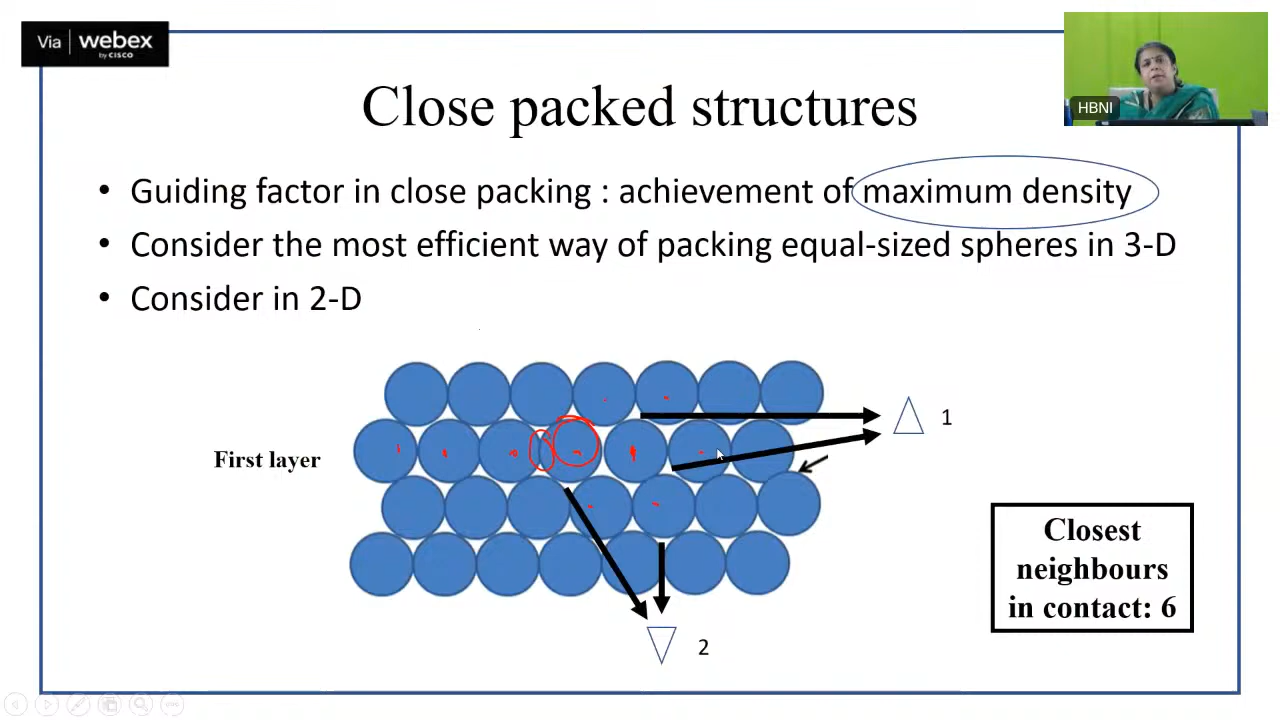 Via webex
by CISCO
HBNI
Close packed structures
• Guiding factor in close packing : achievement of maximum density
• Consider the most efficient way of packing equal-sized spheres in 3-D
• Consider in 2-D
First layer
1
Closest
neighbours
in contact: 6
2